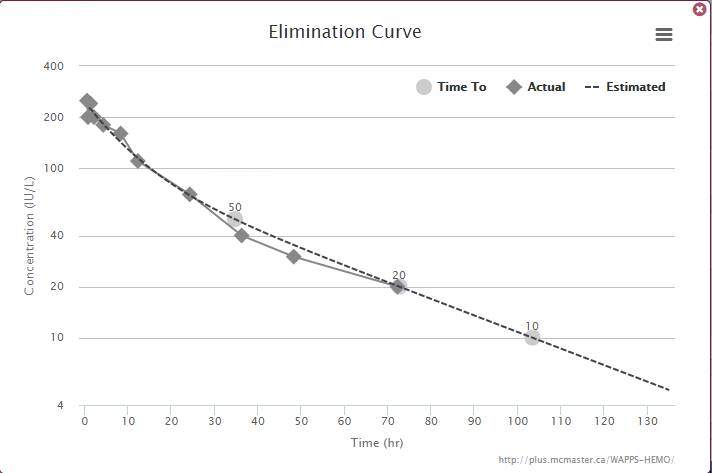 Elimination Curve
Time To Actual Estimated
400
200
100
40
20
10
4
Concentration (IU/L)
50
20
10
0 10 20 30 40 50 60 70 80 90 100 110 120 130
Time (hr)
http://plus.mcmaster.ca/WAPPS-HEMO/